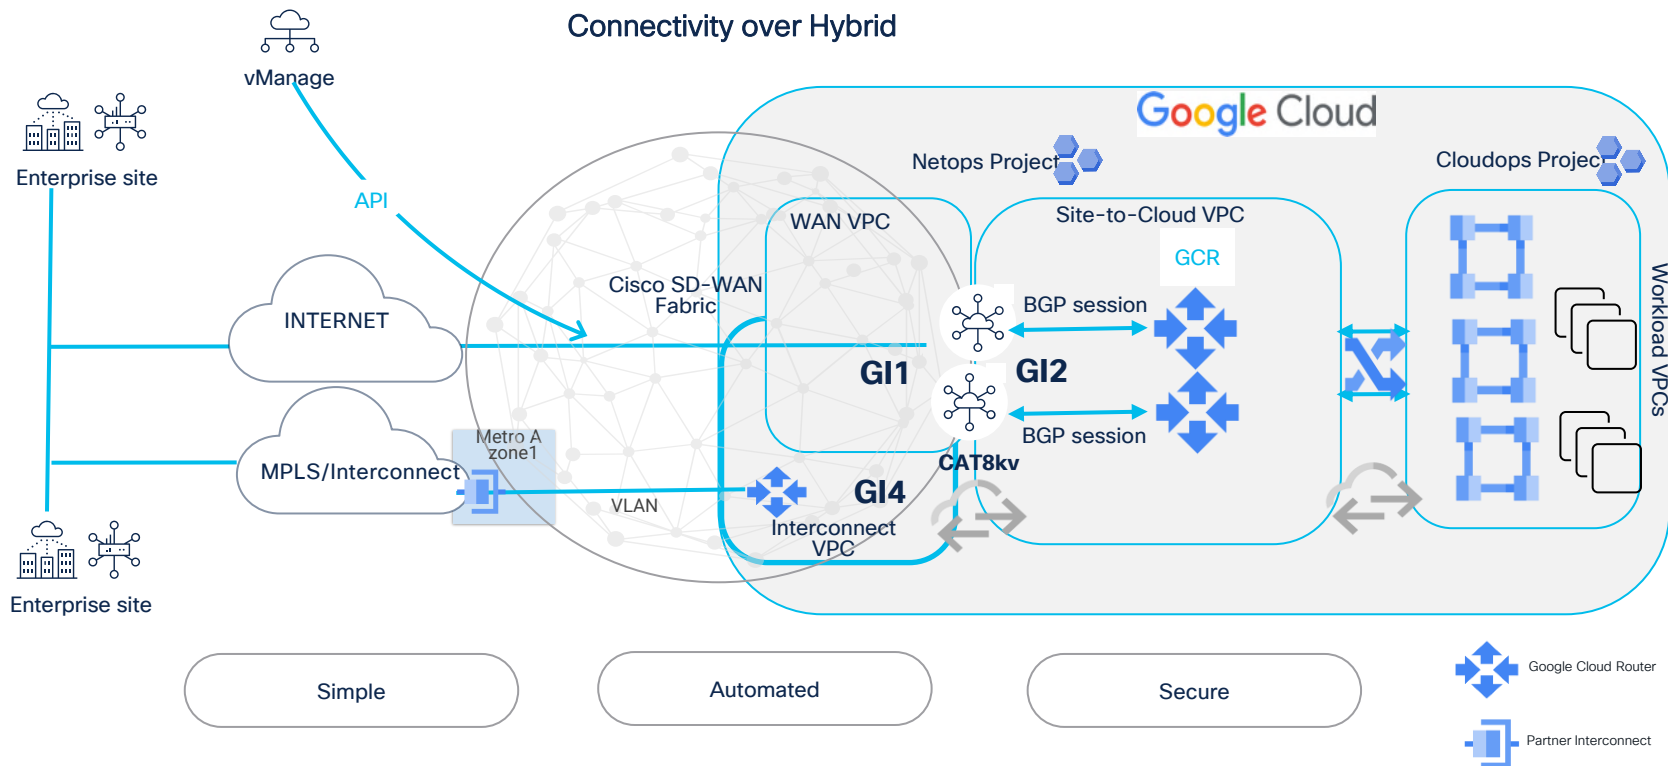 Connectivity over Hybrid
vManage
Google Cloud
Netops Project
Cloudops Project
Enterprise site
API
WAN VPC
Site-to-Cloud VPC
GCR
Cisco SD-WAN
Fabric
BGP session
INTERNET
GI1
GI2
Workload VPCs
BGP session
Metro A
zone1
MPLS/Interconnect
CAT8kv
GI4
VLAN
Interconnect
VPC
Enterprise site
Simple
Automated
Secure
Google Cloud Router
Partner Interconnect